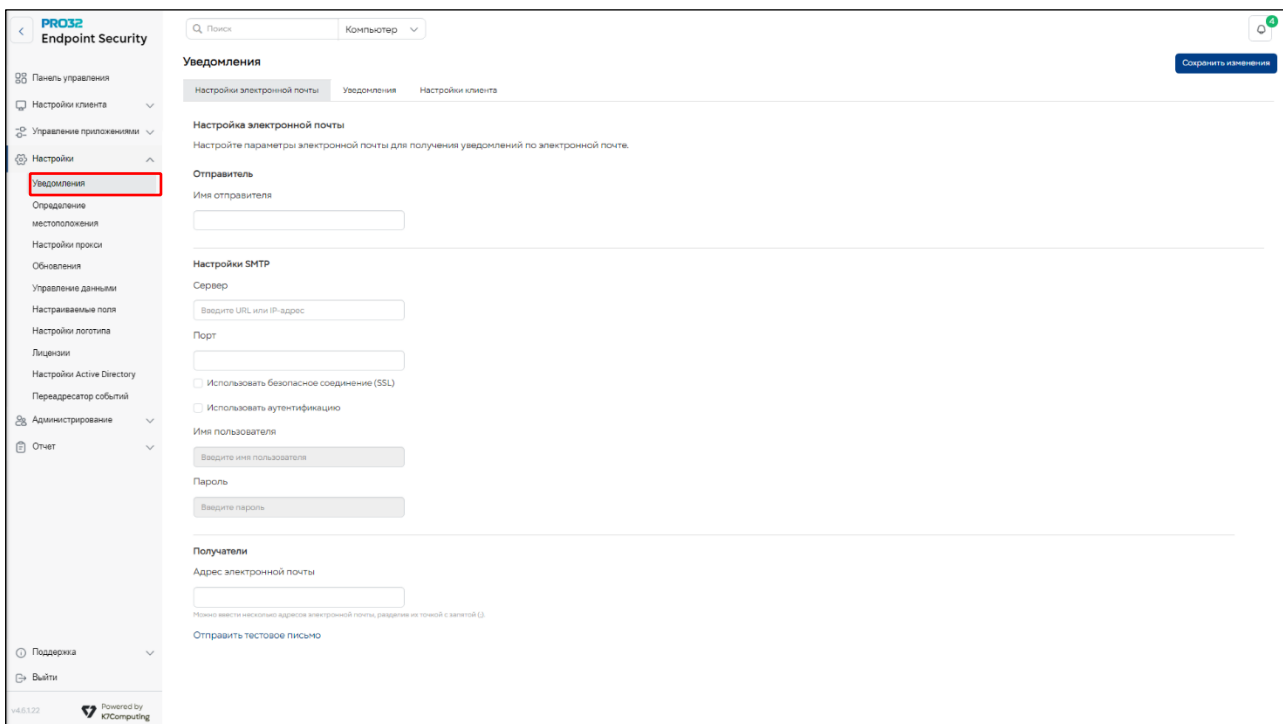 PRO32
Endpoint Security
Поиск
Компьютер
4
Уведомления
Сохранить изменения
Настройки электронной почты
Уведомления
Настройки клиента
Панель управления
Настройки клиента
Управление приложениями
Настройки
Уведомления
Определение
местоположения
Настройки прокси
Обновления
Управление данными
Настраиваемые поля
Настройки логотипа
Лицензии
Настройки Active Directory
Переадресатор событий
Администрирование
Отчет
Поддержка
Выйти
v4.6.1.22
Powered by
K7Computing
Настройка электронной почты
Настройте параметры электронной почты для получения уведомлений по электронной почте.
Отправитель
Имя отправителя
Настройки SMTP
Сервер
Введите URL или IP-адрес
Порт
Использовать безопасное соединение (SSL)
Использовать аутентификацию
Имя пользователя
Введите имя пользователя
Пароль
Введите пароль
Получатели
Адрес электронной почты
Можно ввести несколько адресов электронной почты, разделив их точкой с запятой (;)
Отправить тестовое письмо